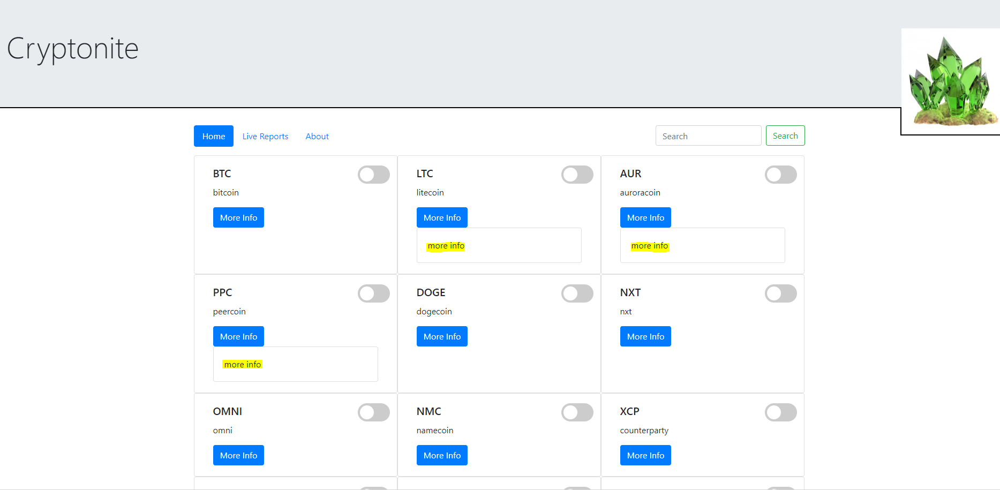 Cryptonite
Home Live Reports About Search Search
BTC
bitcoin
More Info
LTC
litecoin
More Info
more info
AUR
auroracoin
More Info
more info
PPC
peercoin
More Info
more info
DOGE
dogecoin
More Info
NXT
nxt
More Info
OMNI
omni
More Info
NMC
namecoin
More Info
XCP
counterparty
More Info